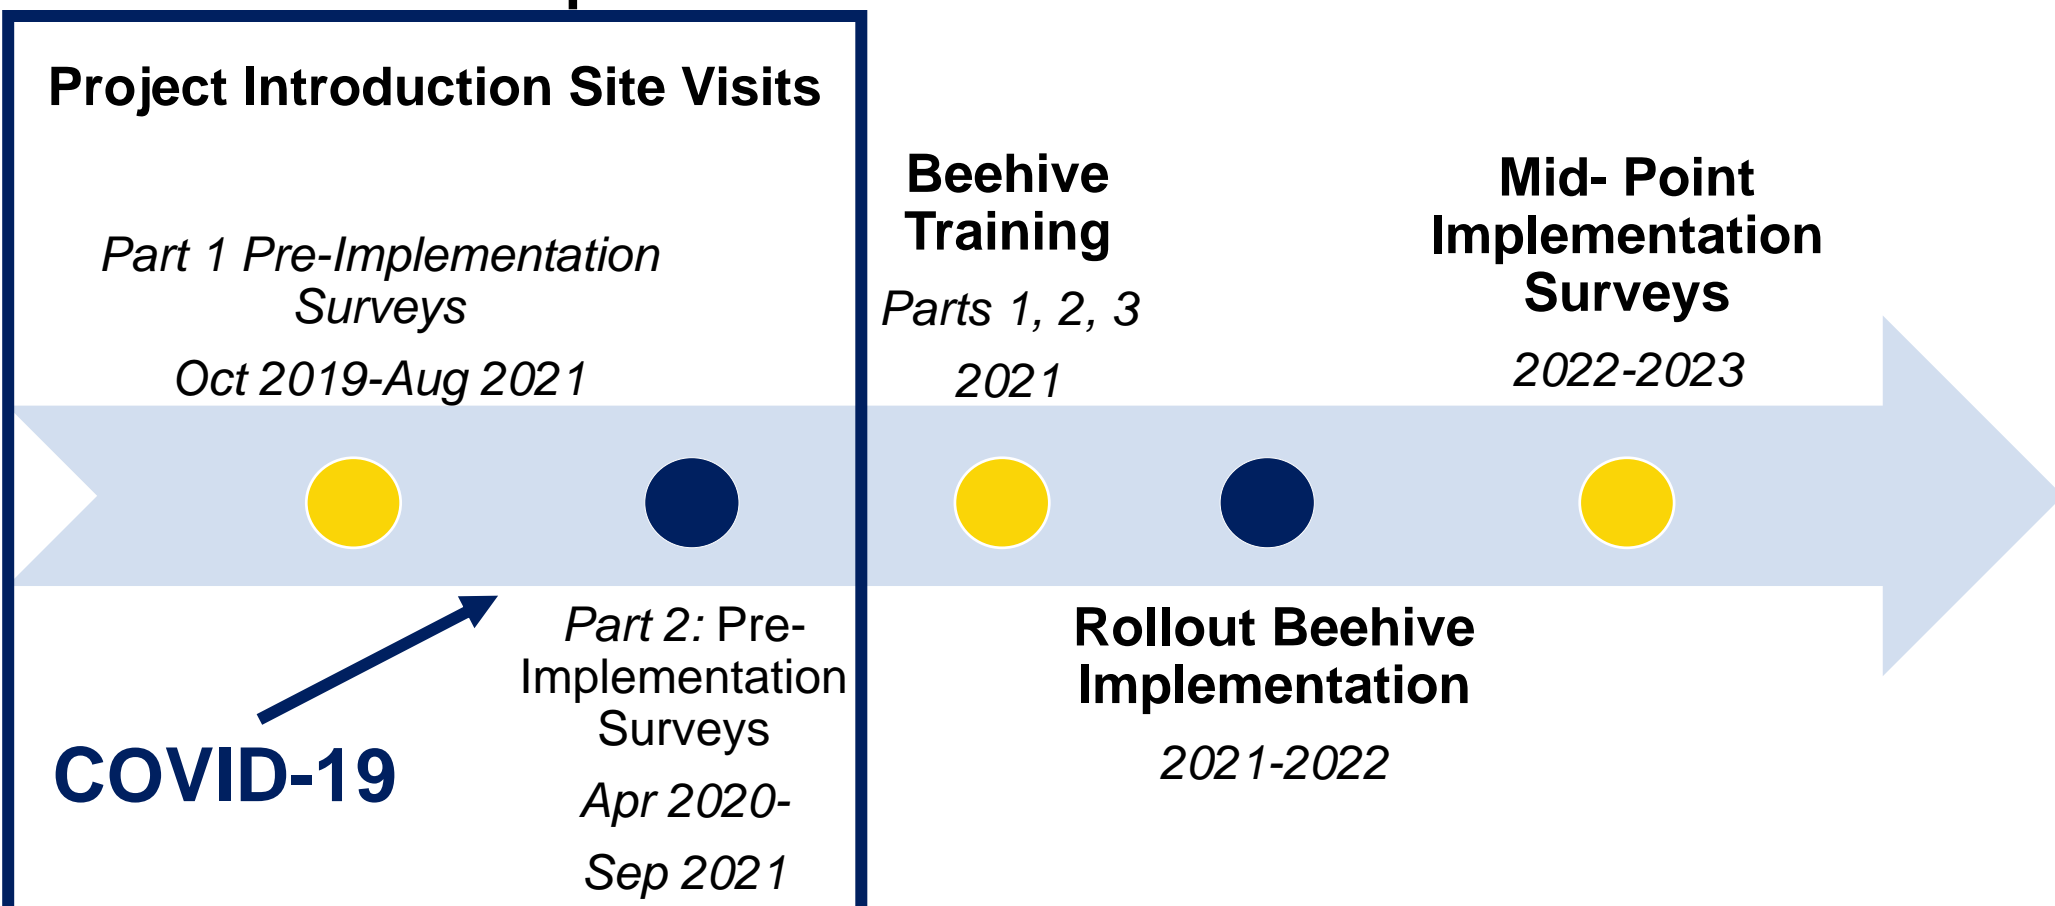 Project Introduction Site Visits
Part 1 Pre-Implementation
Surveys
Oct 2019-Aug 2021
Beehive
Training
Parts 1, 2, 3
2021
Mid- Point
Implementation
Surveys
2022-2023
COVID-19
Part 2: Pre-
Implementation
Surveys
Apr 2020-
Sep 2021
Rollout Beehive
Implementation
2021-2022